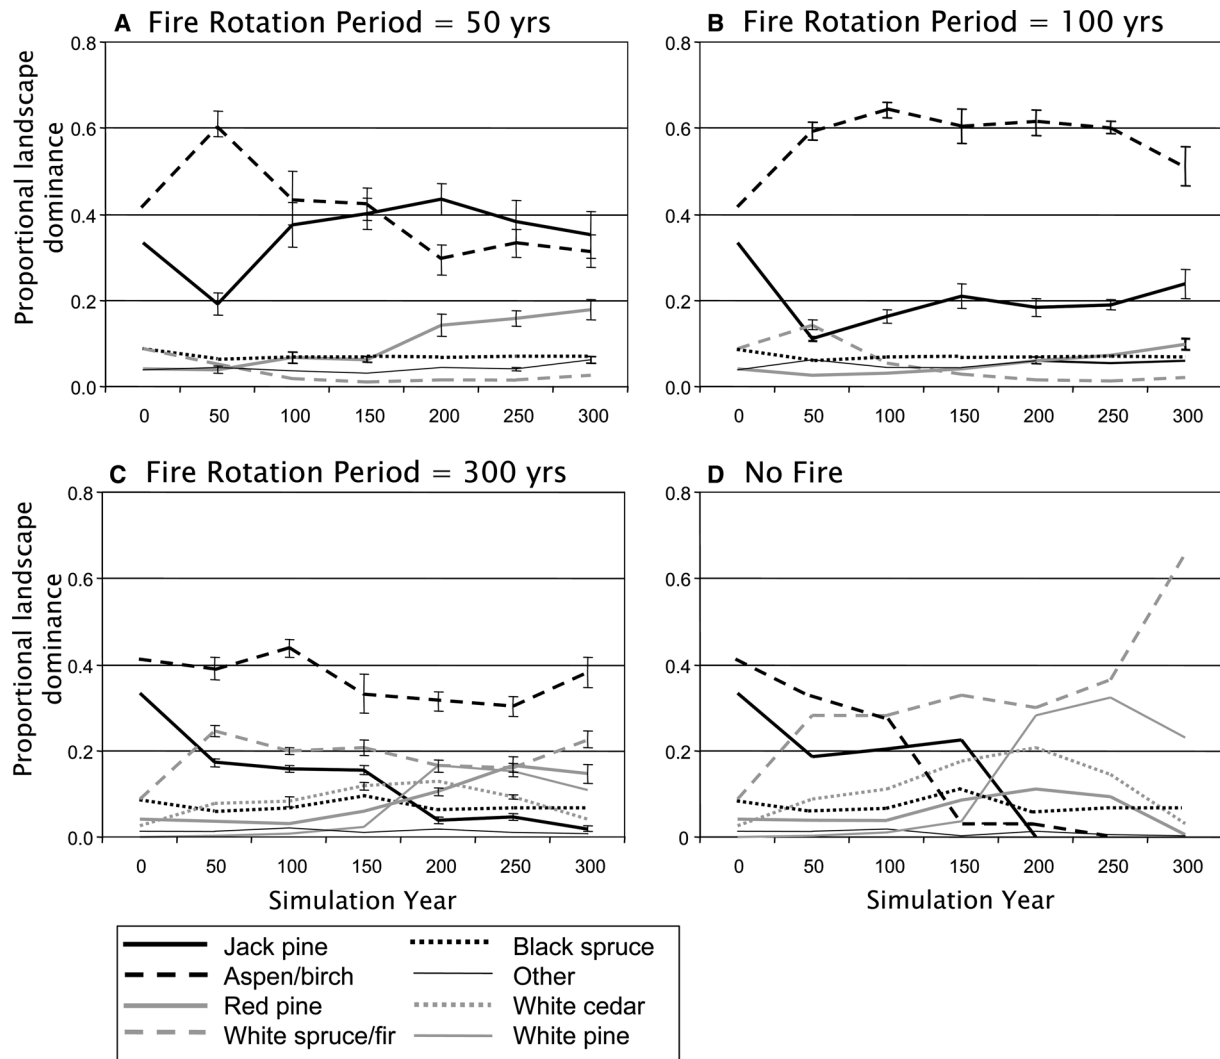 A Fire Rotation Period = 50 yrs
Proportional landscape
dominance
0.8
0.6
0.4
0.2
0.0
0 50 100 150 200 250 300
B Fire Rotation Period = 100 yrs
0.8
0.6
0.4
0.2
0.0
0 50 100 150 200 250 300
C Fire Rotation Period = 300 yrs
Proportional landscape
dominance
0.8
0.6
0.4
0.2
0.0
0 50 100 150 200 250 300
Simulation Year
D No Fire
0.8
0.6
0.4
0.2
0
0 50 100 150 200 250 300
Simulation Year
Jack pine
Aspen/birch
Red pine
White spruce/fir
Black spruce
Other
White cedar
White pine